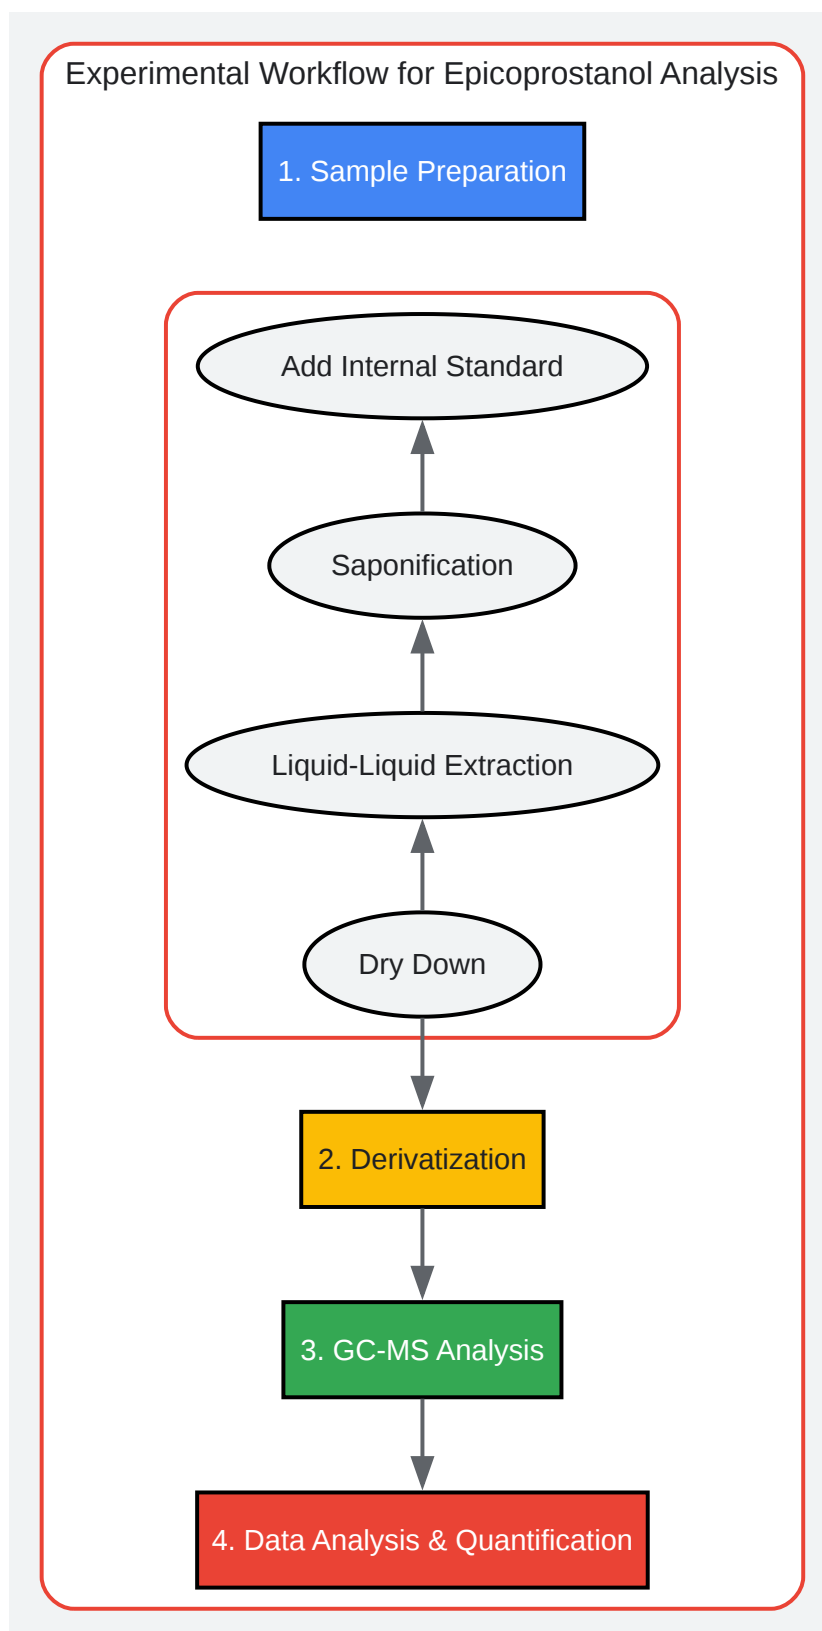 Experimental Workflow for Epicoprostanol Analysis
1. Sample Preparation
Add Internal Standard
Saponification
Liquid-Liquid Extraction
Dry Down
2. Derivatization
3. GC-MS Analysis
4. Data Analysis & Quantification